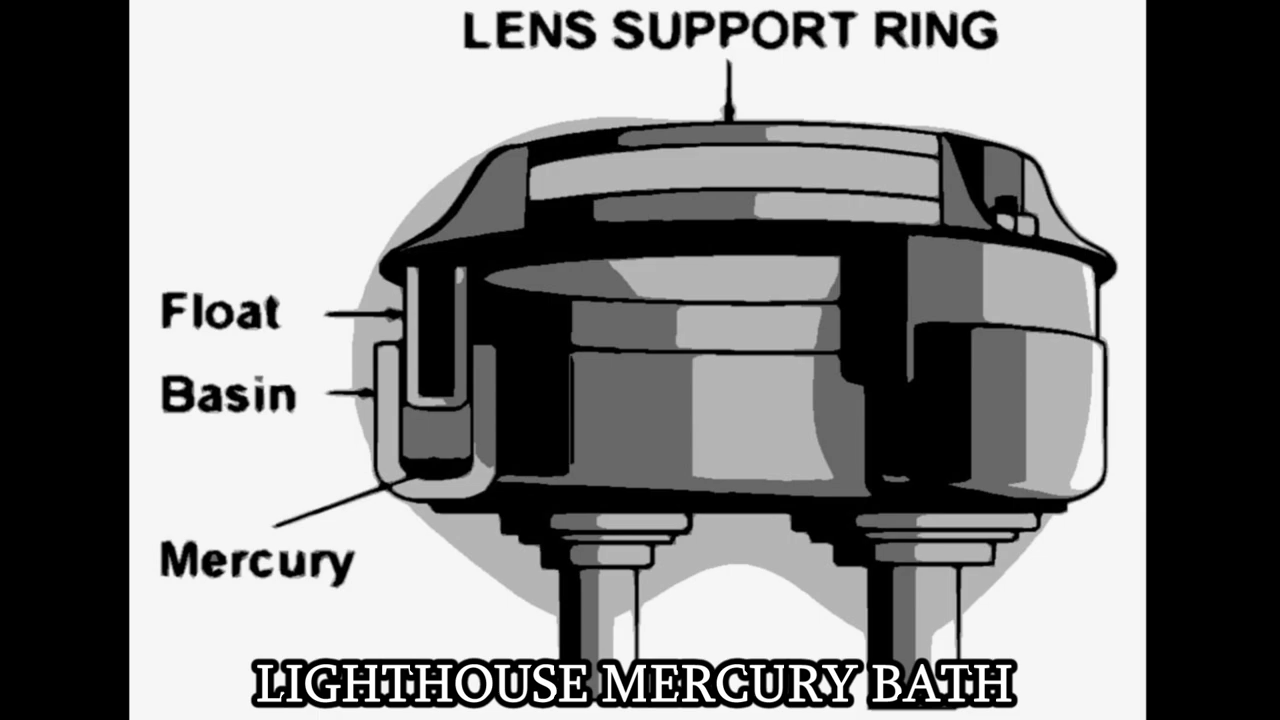 LENS SUPPORT RING
Float
Basin
Mercury
LIGHTHOUSE MERCURY BATH